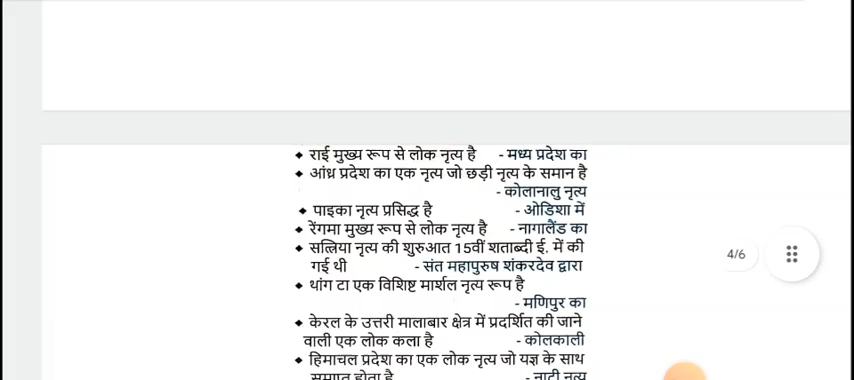 ◆ राई मुख्य रूप से लोक नृत्य है - मध्य प्रदेश का
◆ आंध्र प्रदेश का एक नृत्य जो छड़ी नृत्य के समान है
- कोलानालु नृत्य
◆ पाइका नृत्य प्रसिद्ध है - ओडिशा में
◆ रेंगमा मुख्य रूप से लोक नृत्य है - नागालैंड का
◆ सत्रिया नृत्य की शुरुआत 15वीं शताब्दी ई. में की
गई थी - संत महापुरुष शंकरदेव द्वारा
◆ थांग टा एक विशिष्ट मार्शल नृत्य रूप है
- मणिपुर का
◆ केरल के उत्तरी मालाबार क्षेत्र में प्रदर्शित की जाने
वाली एक लोक कला है - कोलकाली
◆ हिमाचल प्रदेश का एक लोक नृत्य जो यज्ञ के साथ
समाप्त होता है - नाटी नृत्य
4/6